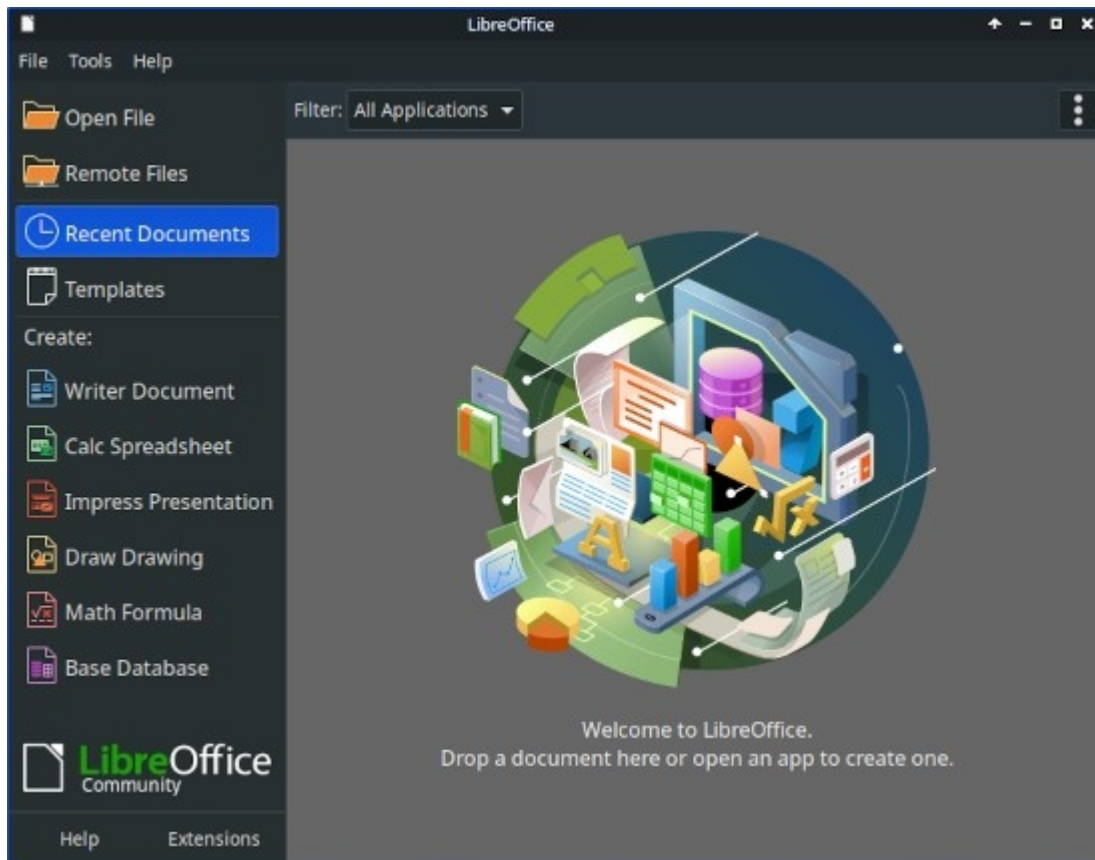 LibreOffice
File Tools Help
Open File
Remote Files
Recent Documents
Templates
Create:
Writer Document
Calc Spreadsheet
Impress Presentation
Draw Drawing
Math Formula
Base Database
LibreOffice
Community
Help Extensions
Filter: All Applications
A
Welcome to LibreOffice.
Drop a document here or open an app to create one.